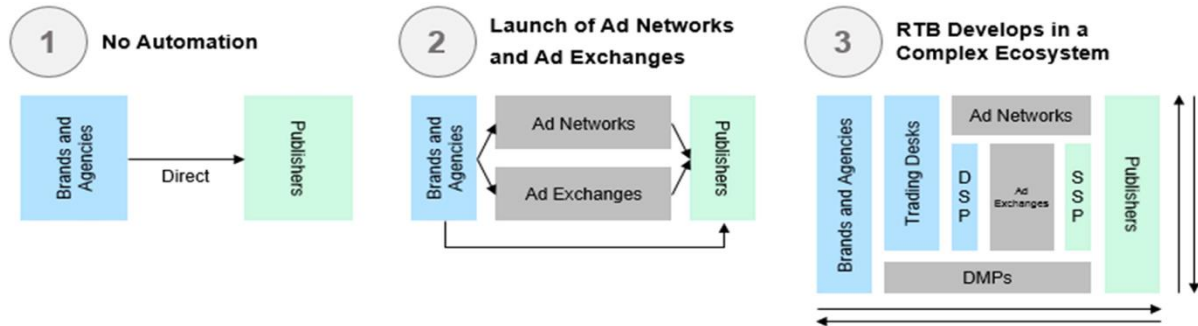 1
No Automation
Brands and
Agencies
Direct
Publishers
2
Launch of Ad Networks
and Ad Exchanges
Brands and
Agencies
Ad Networks
Ad Exchanges
Publishers
3
RTB Develops in a
Complex Ecosystem
Brands and Agencies
Trading Desks
Ad Networks
DSP
Ad
Exchanges
SSP
DMPs
Publishers